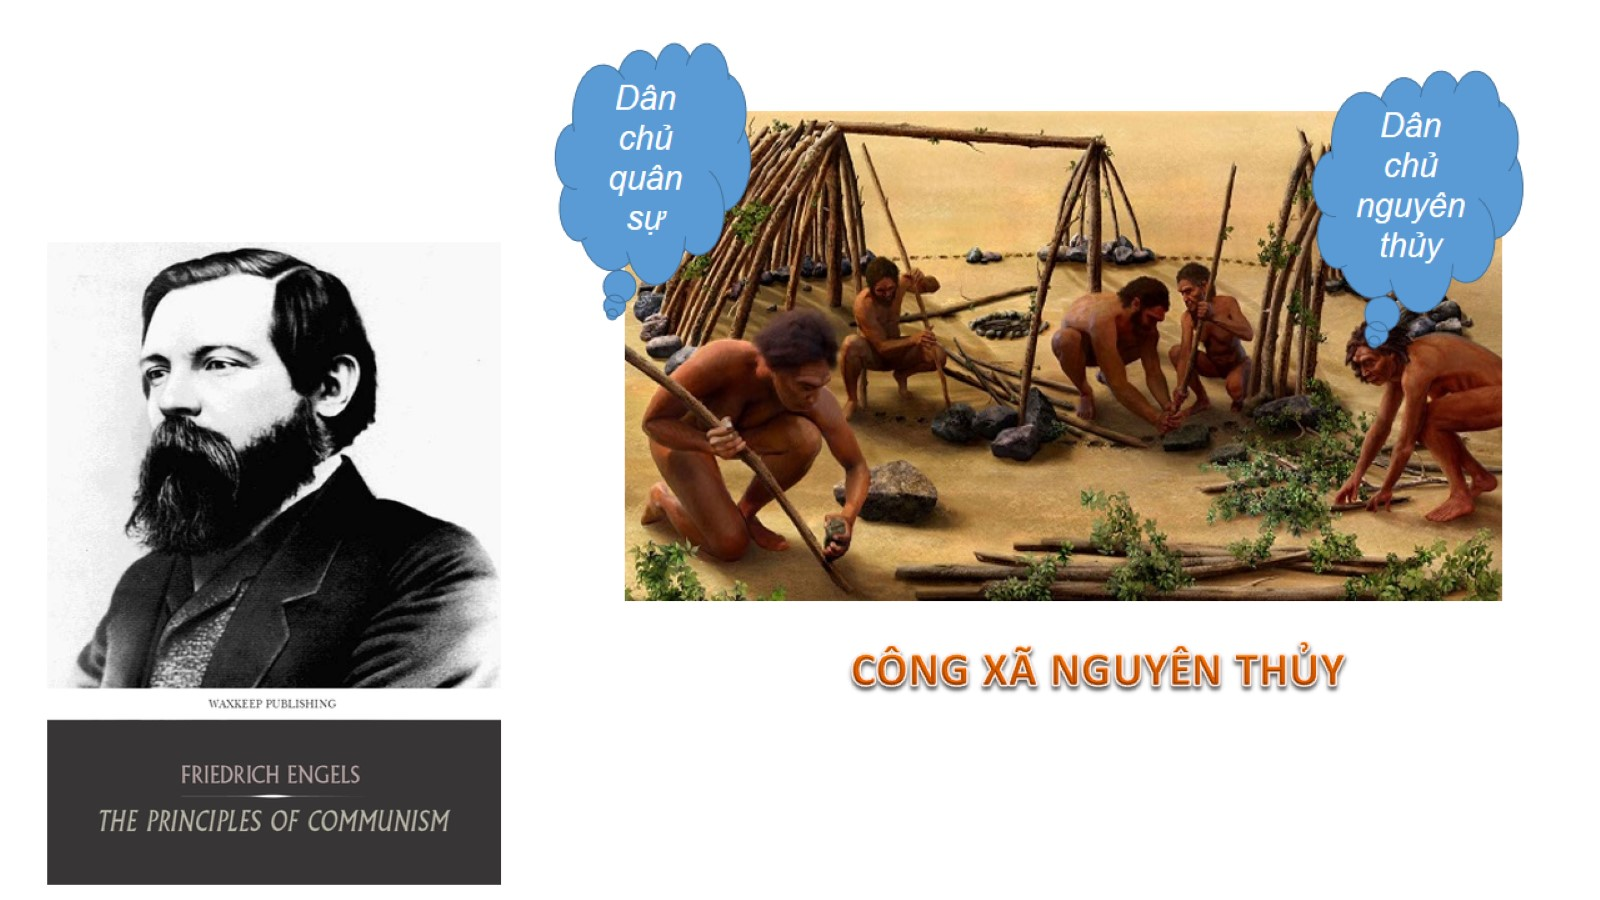 Dân
chủ
quân
sự
Dân
chủ
nguyên
thủy
CÔNG XÃ NGUYÊN THỦY
WAXKEEP PUBLISHING
FRIEDRICH ENGELS
THE PRINCIPLES OF COMMUNISM